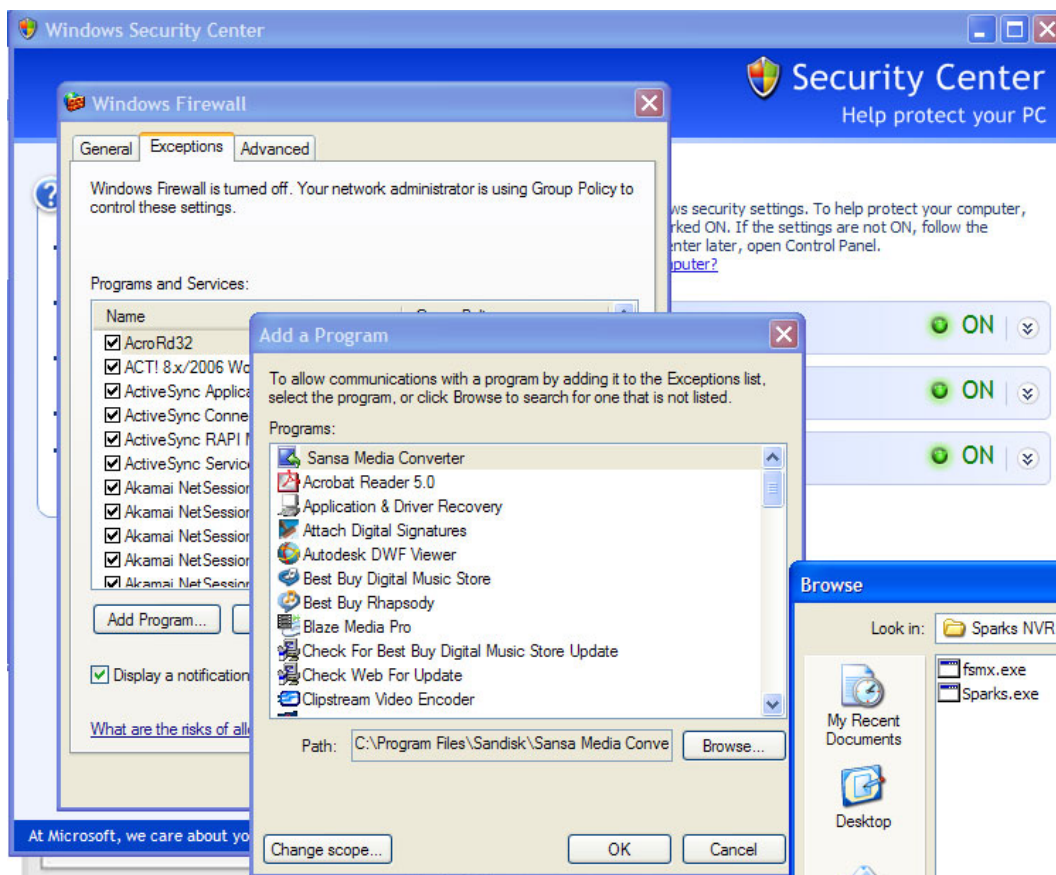 Windows Security Center
Security Center
Help protect your PC
Windows Firewall
General
Exceptions
Advanced
Windows Firewall is turned off. Your network administrator is using Group Policy to
control these settings.
ws security settings. To help protect your computer,
rked ON. If the settings are not ON, follow the
enter later, open Control Panel.
puter?
Programs and Services:
Name
AcroRd32
ACT! 8.x/2006 Wo
ActiveSync Applica
ActiveSync Conne
ActiveSync RAPI
ActiveSync Service
Akamai NetSession
Akamai NetSession
Akamai NetSession
Akamai NetSession
Akamai NetSession
Add Program...
Display a notification
What are the risks of all
ON
ON
ON
Add a Program
To allow communications with a program by adding it to the Exceptions list,
select the program, or click Browse to search for one that is not listed.
Programs:
Sansa Media Converter
Acrobat Reader 5.0
Application & Driver Recovery
Attach Digital Signatures
Autodesk DWF Viewer
Best Buy Digital Music Store
Best Buy Rhapsody
Blaze Media Pro
Check For Best Buy Digital Music Store Update
Check Web For Update
Clipstream Video Encoder
Path:
C:\Program Files\Sandisk\Sansa Media Conve
Browse...
Change scope...
OK
Cancel
Browse
Look in:
Sparks NVR
fsmx.exe
Sparks.exe
My Recent
Documents
Desktop
At Microsoft, we care about yo